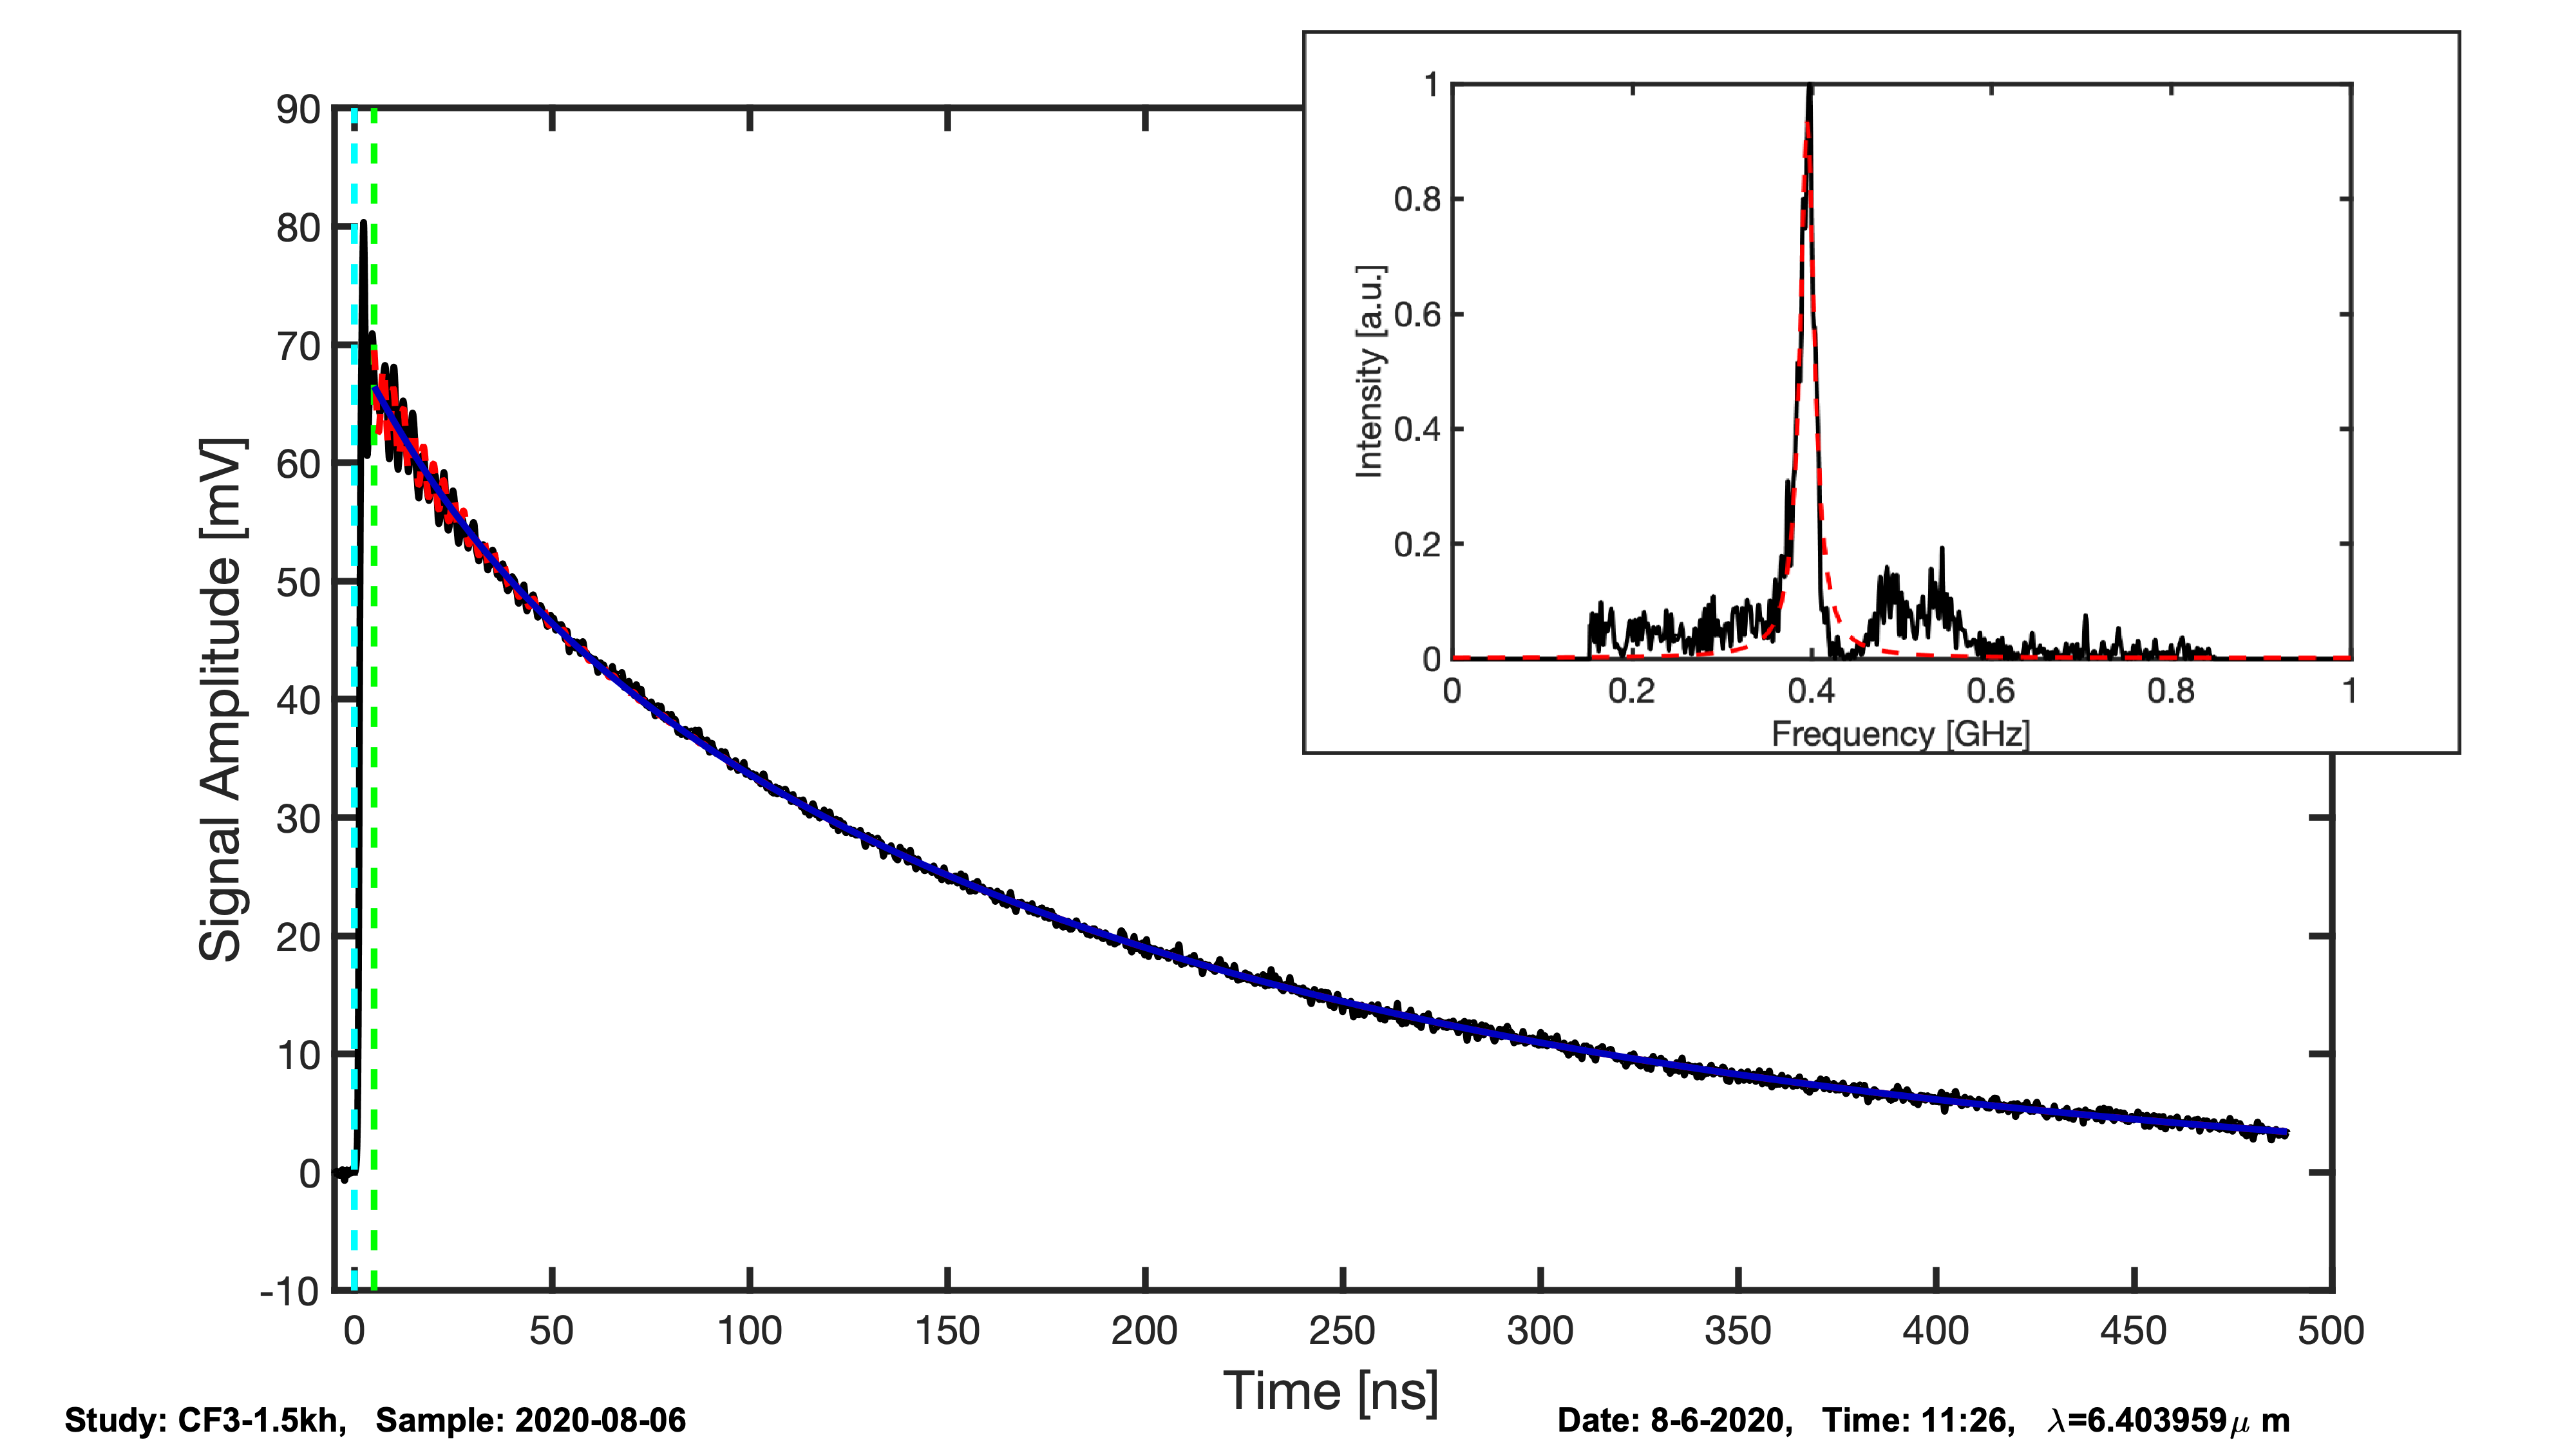 1
0.8
0.6
0.4
0.2
0
0 0.2 0.4 0.6 0.8 1
Intensity [a.u.]
Frequency [GHz]
90
80
70
60
50
40
30
20
10
0
-10
Signal Amplitude [mV]
0 50 100 150 200 250 300 350 400 450 500
Time [ns]
Study: CF3-1.5kh, Sample: 2020-08-06
Date: 8-6-2020, Time: 11:26, λ=6.403959μ m